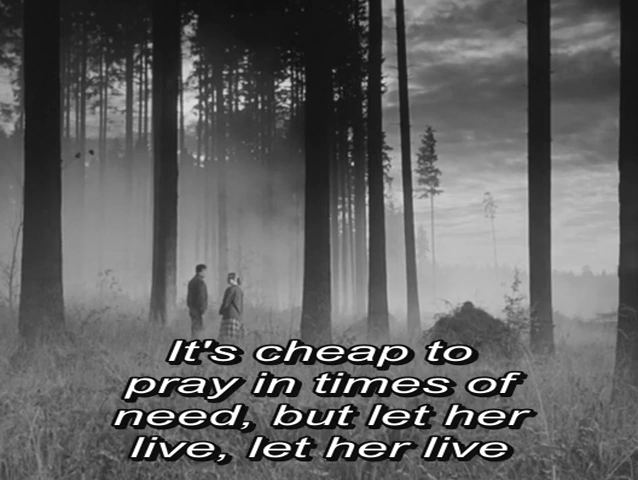 It's cheap to
pray in times of
need, but let her
live, let her live